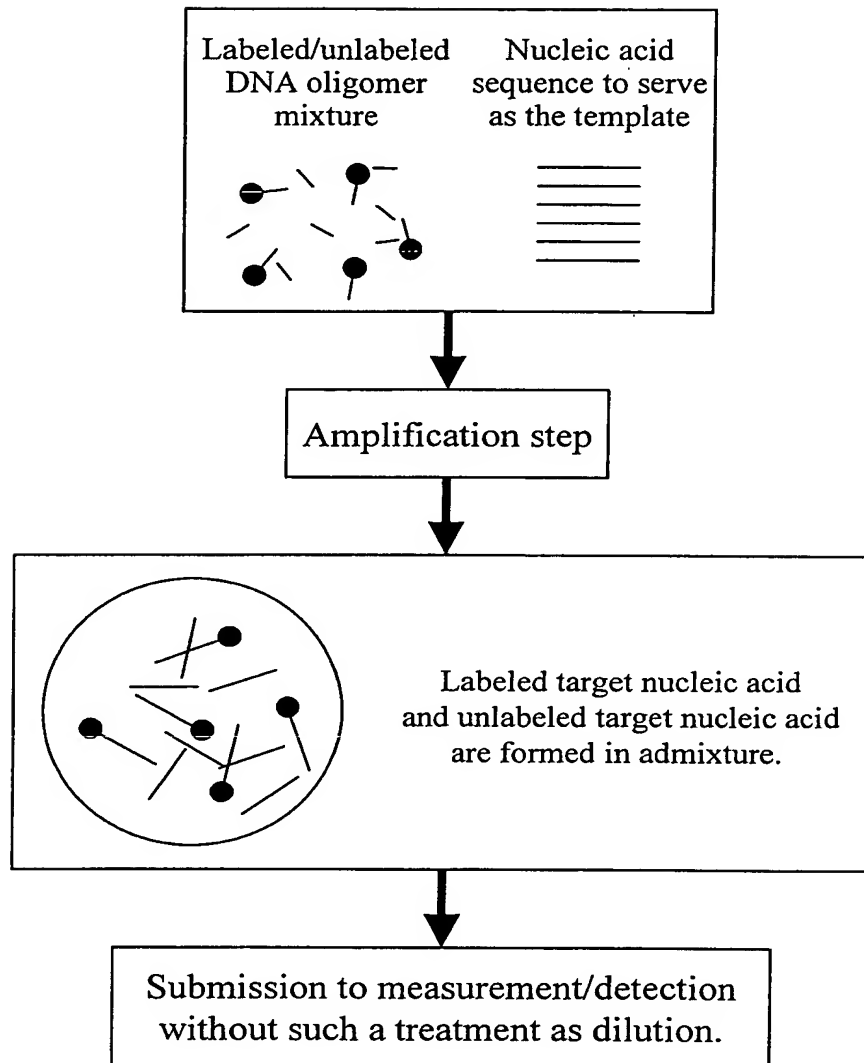 Labeled/unlabeled
DNA oligomer
mixture
Nucleic acid
sequence to serve
as the template
Amplification step
Labeled target nucleic acid
and unlabeled target nucleic acid
are formed in admixture.
Submission to measurement/detection
without such a treatment as dilution.